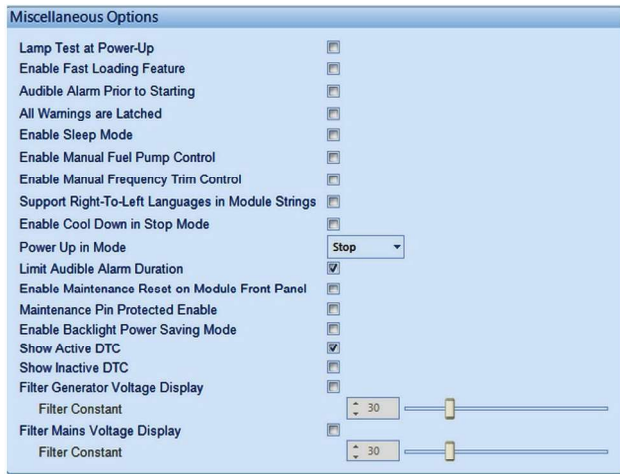 Miscellaneous Options
Lamp Test at Power-Up
Enable Fast Loading Feature
Audible Alarm Prior to Starting
All Warnings are Latched
Enable Sleep Mode
Enable Manual Fuel Pump Control
Enable Manual Frequency Trim Control
Support Right-To-Left Languages in Module Strings
Enable Cool Down in Stop Mode
Power Up in Mode Stop
Limit Audible Alarm Duration
Enable Maintenance Reset on Module Front Panel
Maintenance Pin Protected Enable
Enable Backlight Power Saving Mode
Show Active DTC
Show Inactive DTC
Filter Generator Voltage Display
Filter Constant 30
Filter Mains Voltage Display
Filter Constant 30